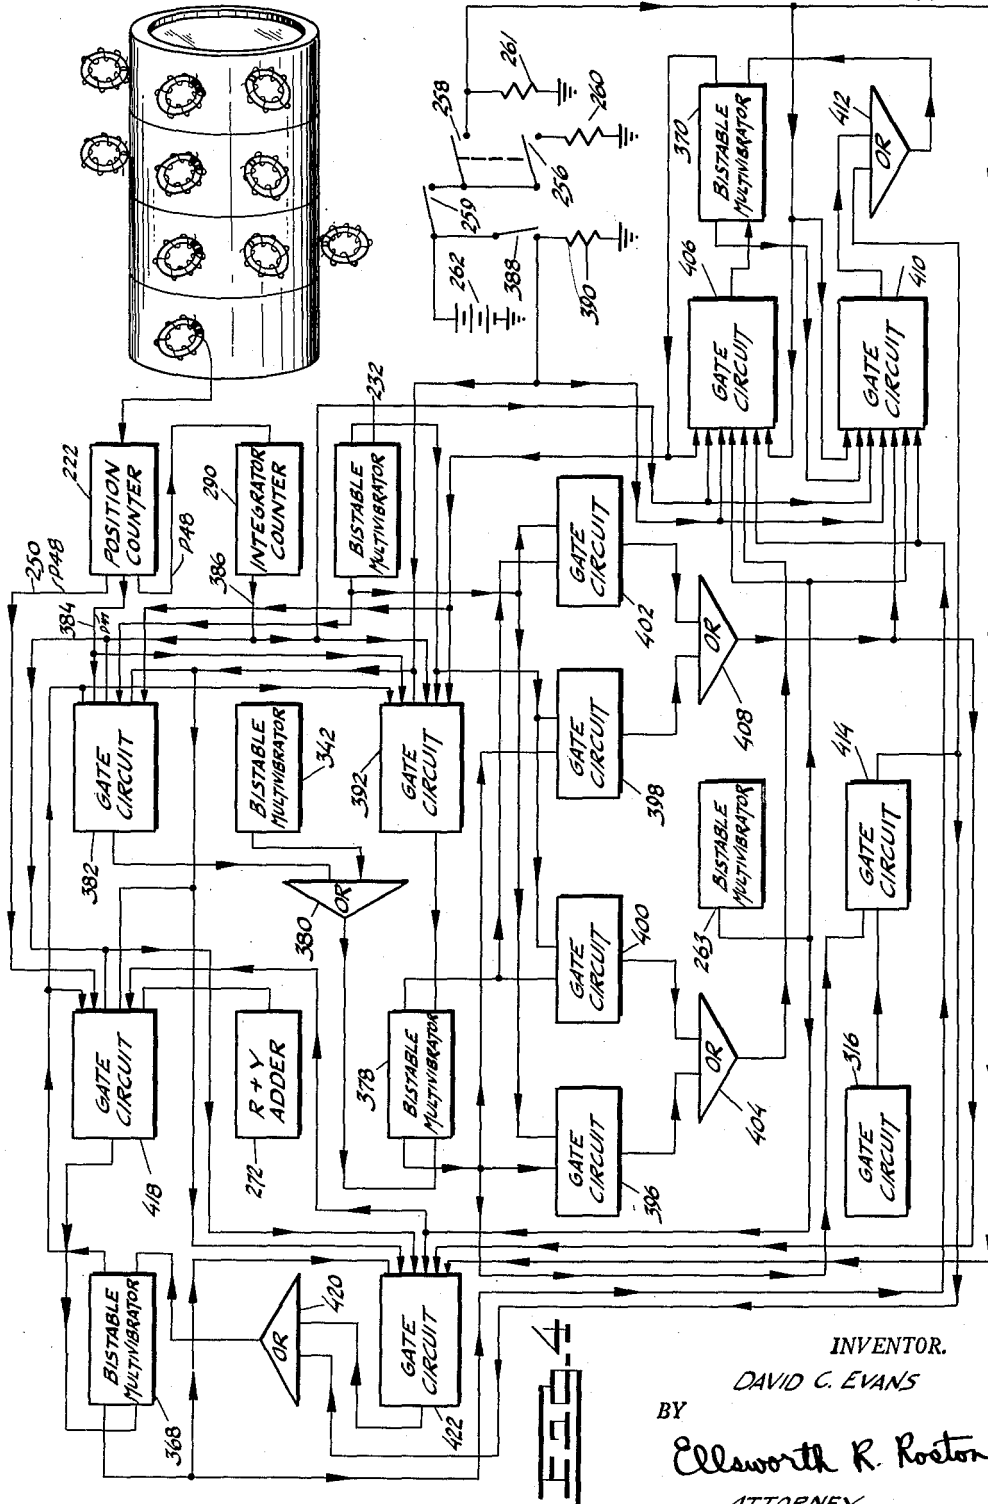 261
258
260
256
259
262
388
390
370
BISTABLE
MULTIVIBRATOR
412
OR
406
GATE
CIRCUIT
410
GATE
CIRCUIT
222
POSITION
COUNTER
250
P48
P48
290
INTEGRATOR
COUNTER
386
232
BISTABLE
MULTIVIBRATOR
384
GATE
CIRCUIT
402
OR
408
GATE
CIRCUIT
382
BISTABLE
MULTIVIBRATOR
342
GATE
CIRCUIT
392
GATE
CIRCUIT
398
BISTABLE
MULTIVIBRATOR
263
GATE
CIRCUIT
414
OR
380
GATE
CIRCUIT
400
GATE
CIRCUIT
418
R + Y
ADDER
272
BISTABLE
MULTIVIBRATOR
378
OR
404
GATE
CIRCUIT
396
GATE
CIRCUIT
316
BISTABLE
MULTIVIBRATOR
368
OR
420
GATE
CIRCUIT
422
FIG. 4
INVENTOR.
DAVID C. EVANS
BY
Ellsworth R. Roston
ATTORNEY